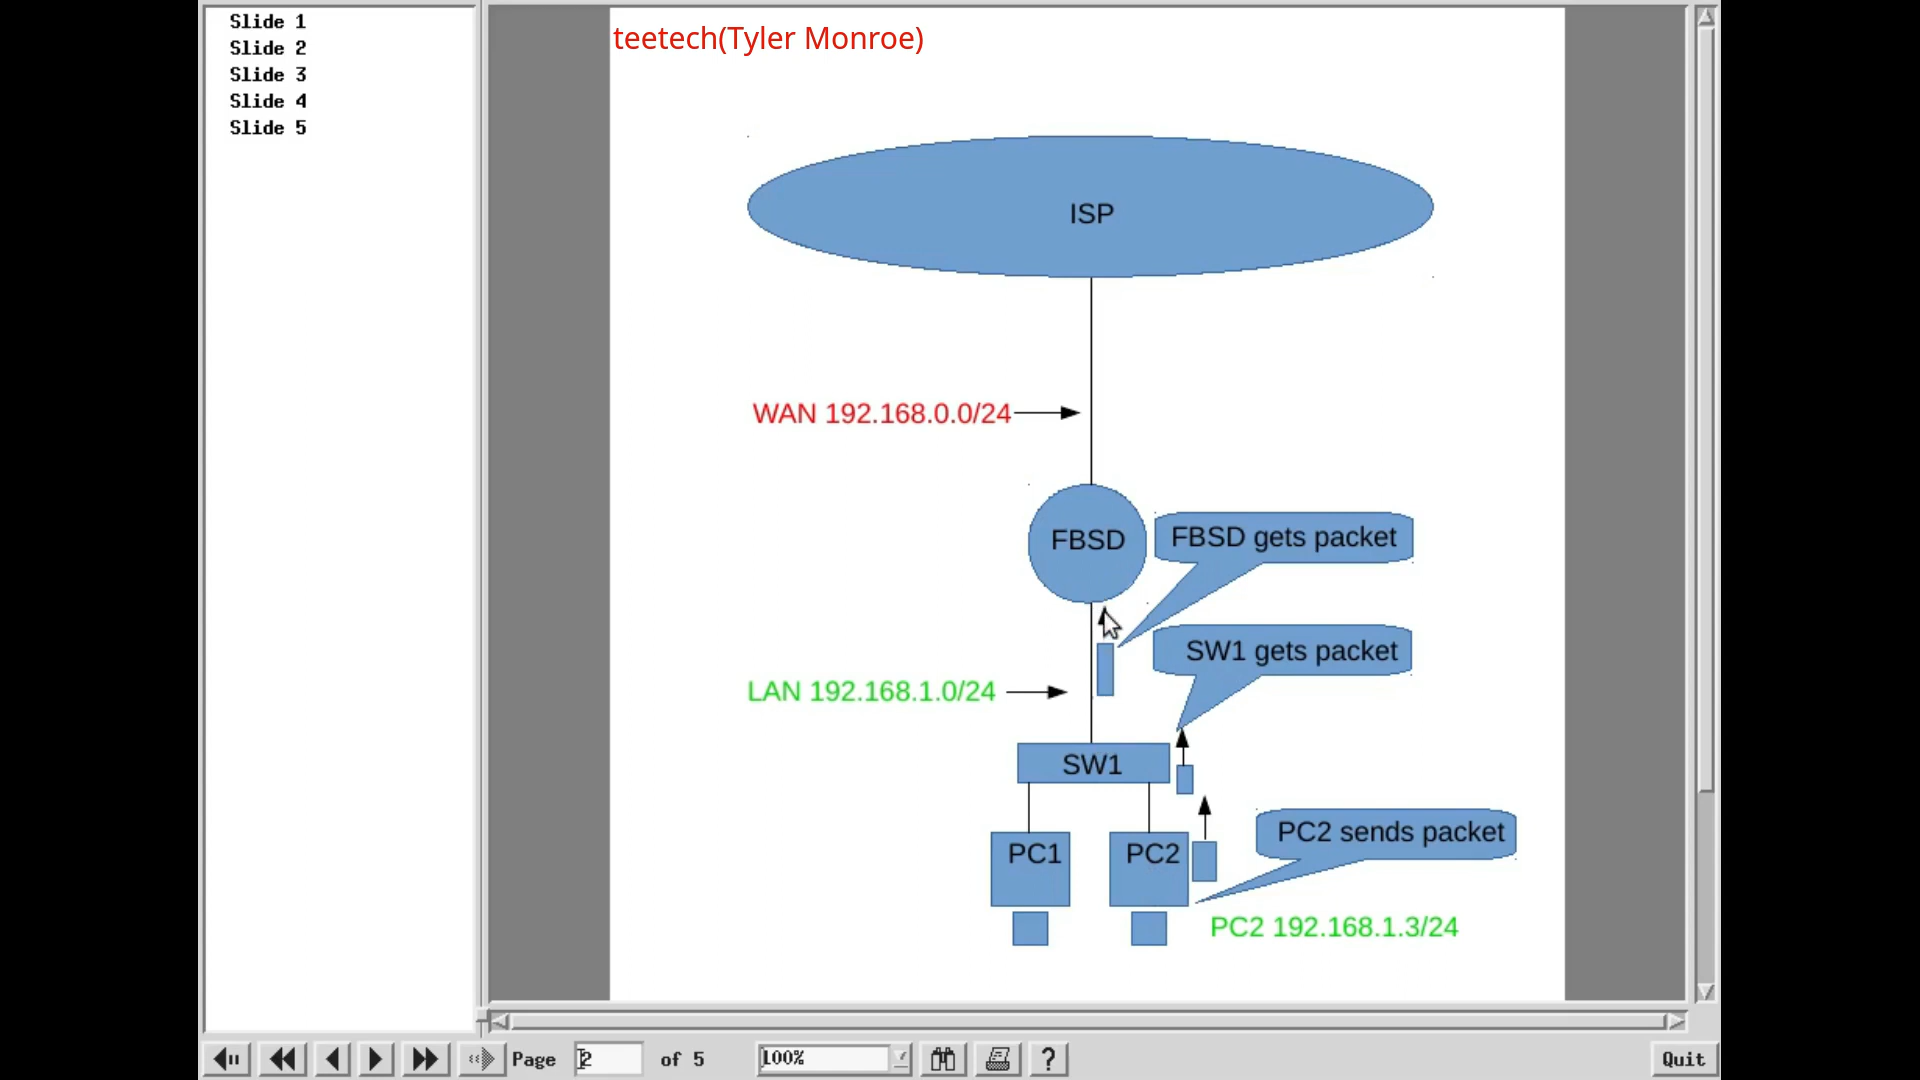 Slide 1
Slide 2
Slide 3
Slide 4
Slide 5
teetech(Tyler Monroe)
ISP
WAN 192.168.0.0/24
FBSD
FBSD gets packet
SW1 gets packet
LAN 192.168.1.0/24
SW1
PC1
PC2
PC2 sends packet
PC2 192.168.1.3/24
Page 2 of 5 100% ? Quit